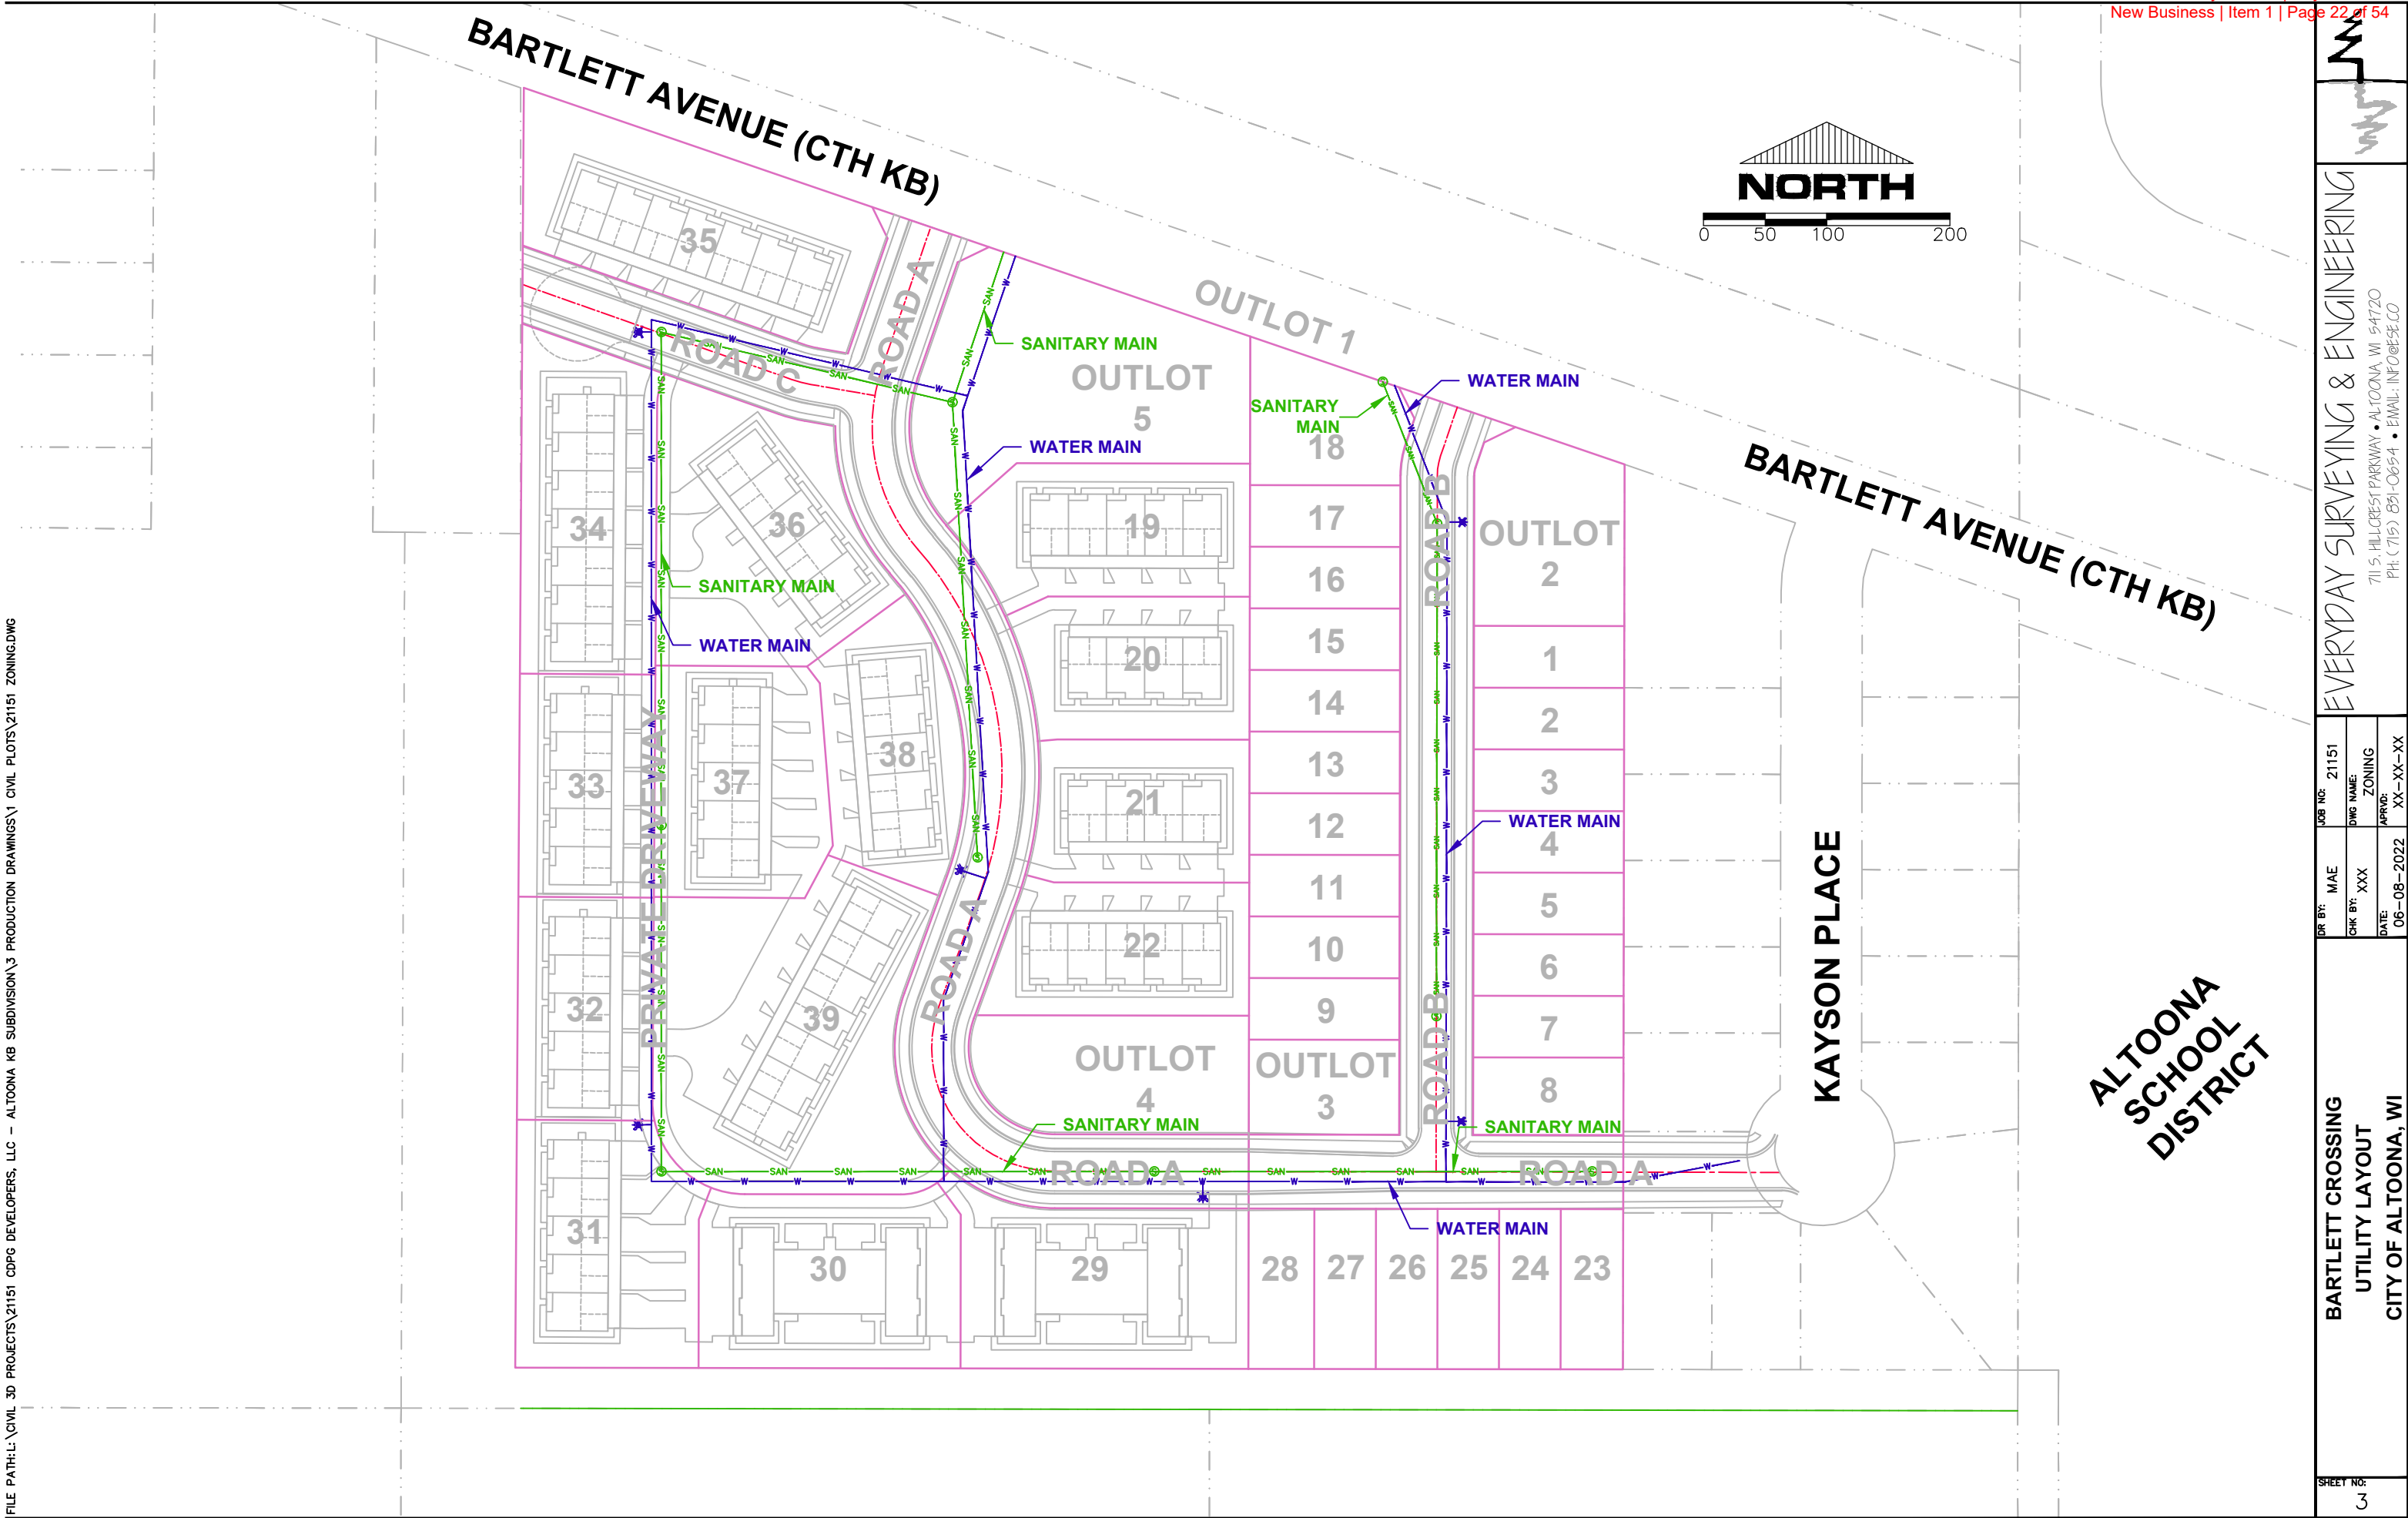 New Business | Item 1 | Page 22 of 54
BARTLETT AVENUE (CTH KB)
NORTH
0 50 100 200
35
ROAD A
ROAD C
OUTLOT 1
SANITARY MAIN
OUTLOT
5
WATER MAIN
WATER MAIN
SANITARY
MAIN
18
BARTLETT AVENUE (CTH KB)
34
36
19
17
ROAD B
OUTLOT
2
SANITARY MAIN
16
WATER MAIN
20
15
1
14
2
33
37
38
21
13
3
PRIVATE DRIVEWAY
12
WATER MAIN
4
11
5
KAYSON PLACE
32
39
ROAD A
22
10
6
9
7
OUTLOT
4
OUTLOT
3
ROAD B
8
ALTOONA
SCHOOL
DISTRICT
SANITARY MAIN
SANITARY MAIN
ROAD A
ROAD A
WATER MAIN
31
30
29
28
27
26
25
24
23
FILE PATH:L:\CIVIL 3D PROJECTS\21151 CDPG DEVELOPERS, LLC - ALTOONA KB SUBDIVISION\3 PRODUCTION DRAWINGS\1 CIVIL PLOTS\21151 ZONING.DWG
EVERYDAY SURVEYING & ENGINEERING
711 S. HILLCREST PARKWAY • ALTOONA, WI 54720
PH: (715) 831-0654 • EMAIL: INFO@ESE.CO
DR BY: MAE
JOB NO: 21151
CHK BY: XXX
DWG NAME: ZONING
DATE: 06-08-2022
APRVD: XX-XX-XX
BARTLETT CROSSING
UTILITY LAYOUT
CITY OF ALTOONA, WI
SHEET NO:
3